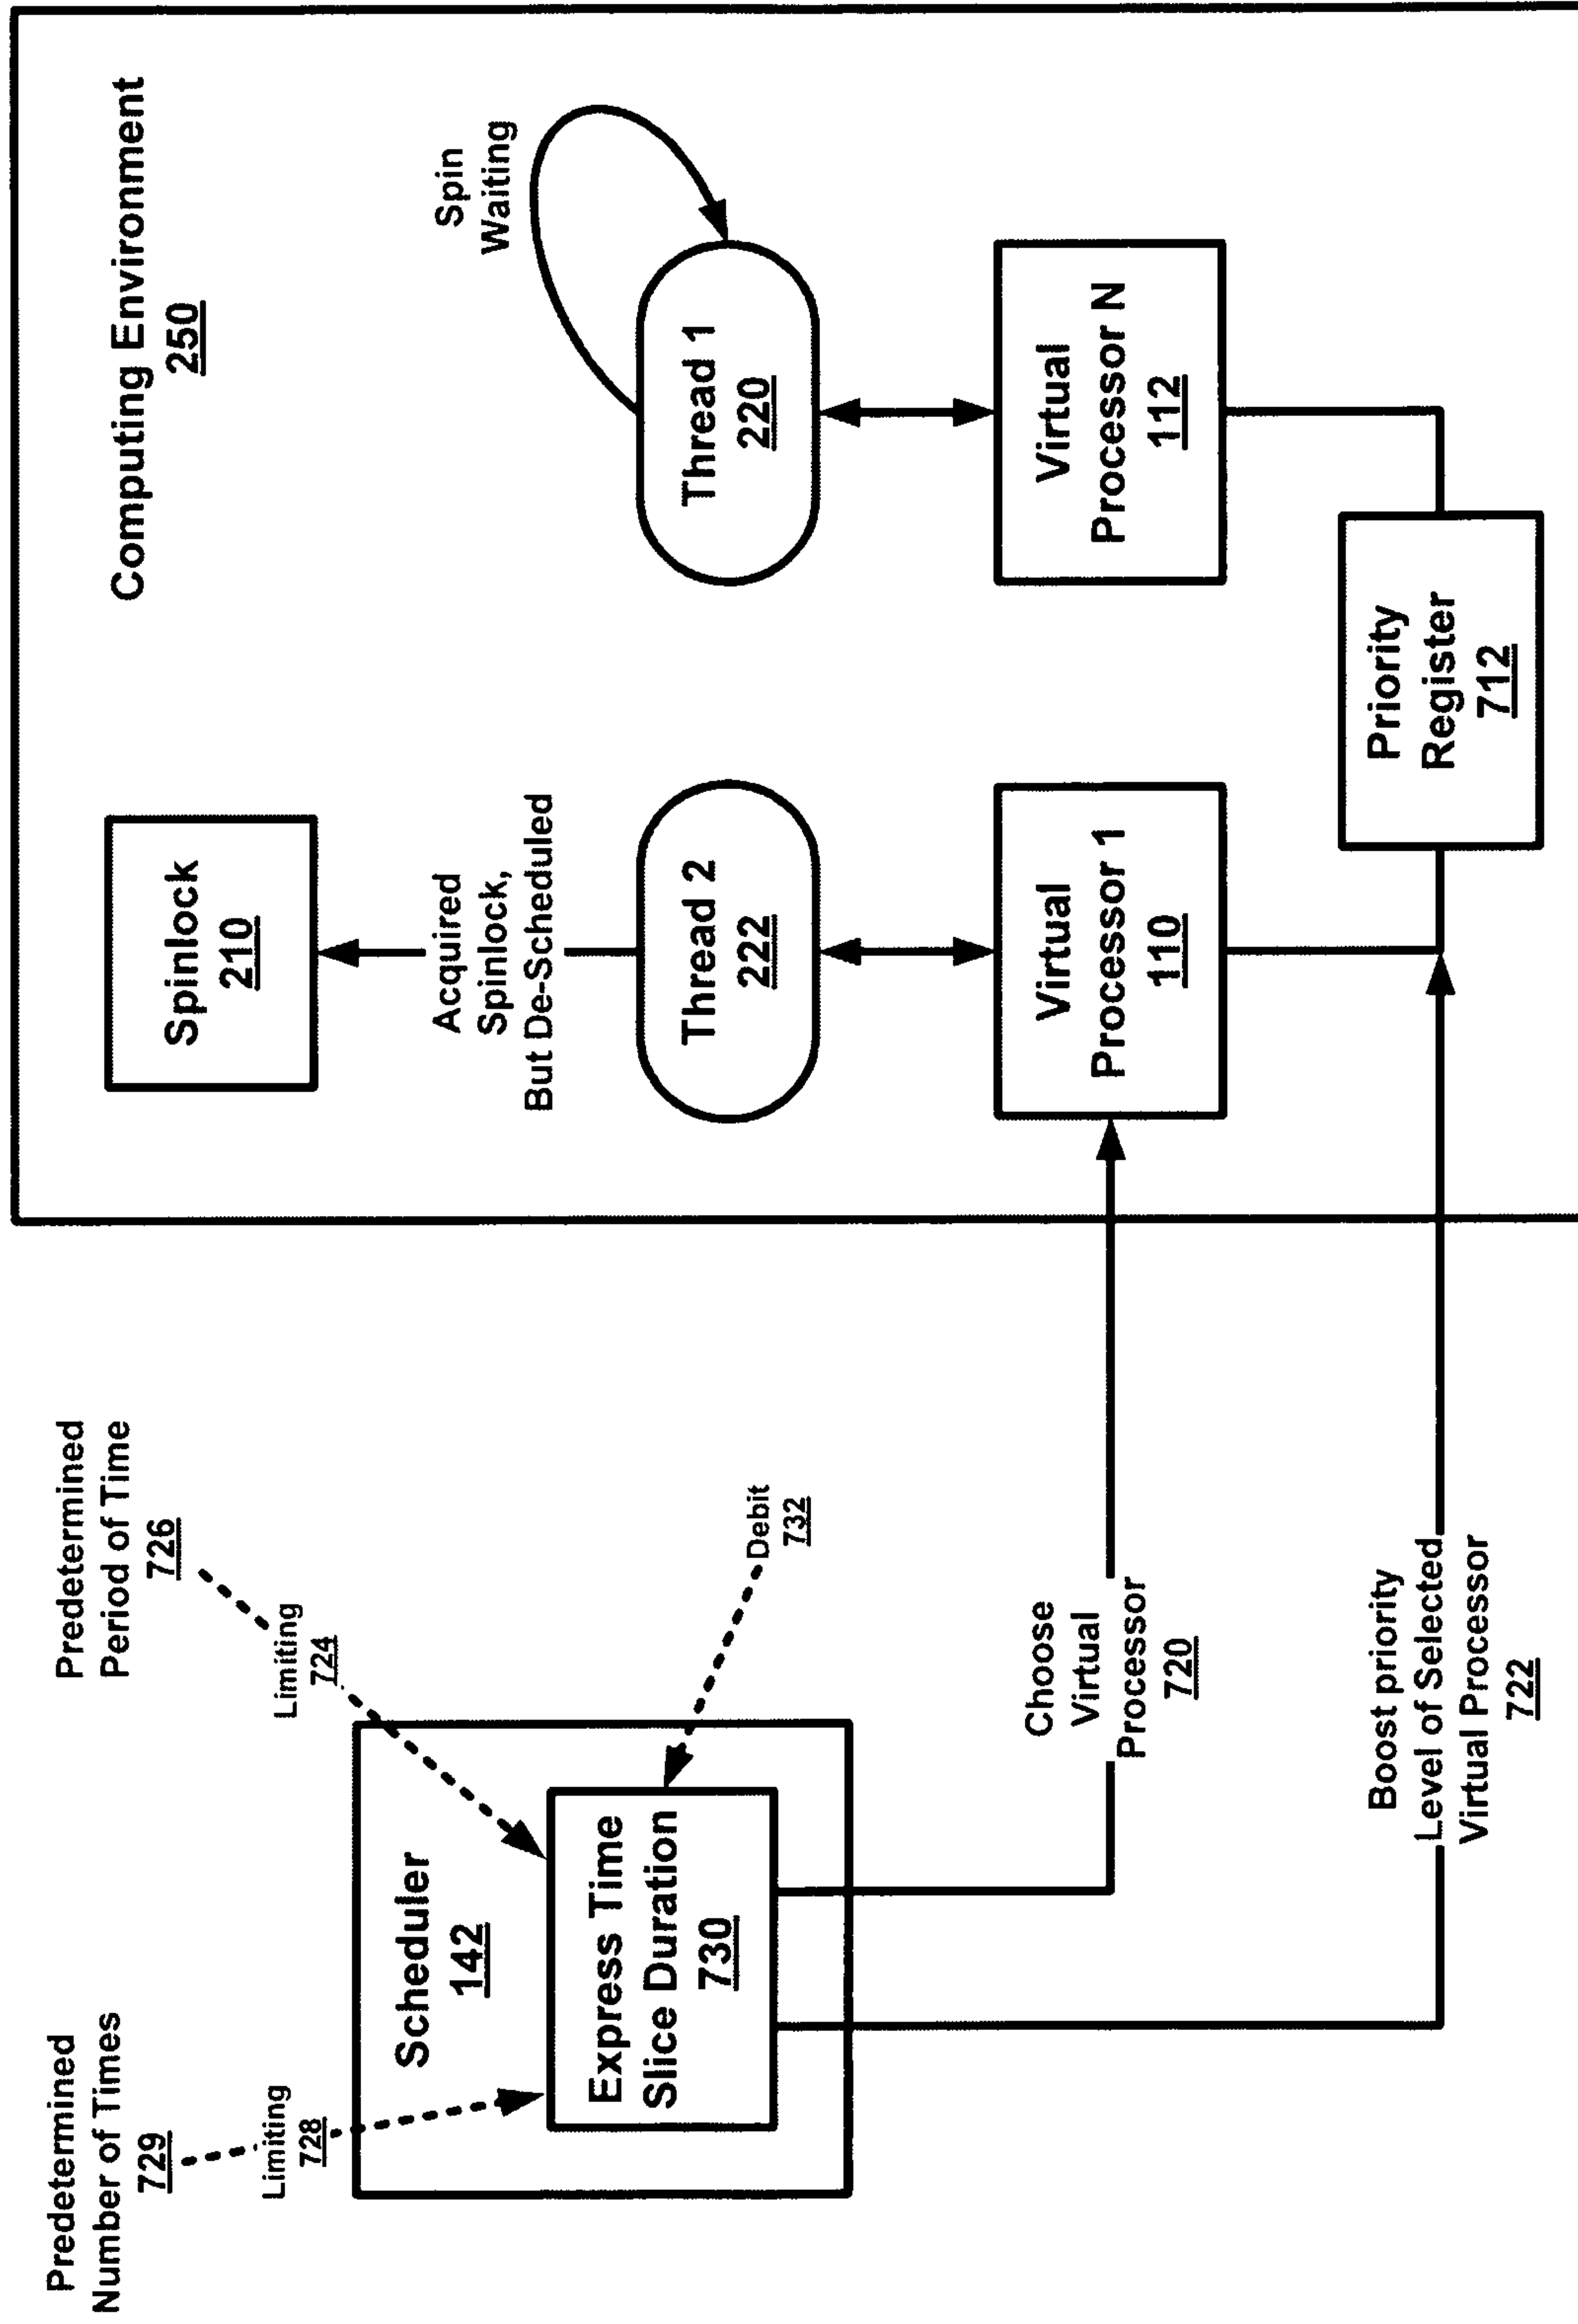 Predetermined
Number of Times
729
Limiting
728
Predetermined
Period of Time
726
Limiting
724
Scheduler
142
Express Time
Slice Duration
730
Debit
732
Choose
Virtual
Processor
720
Boost priority
Level of Selected
Virtual Processor
722
Computing Environment
250
Spinlock
210
Acquired
Spinlock,
But De-Scheduled
Thread 2
222
Virtual
Processor 1
110
Spin
Waiting
Thread 1
220
Virtual
Processor N
112
Priority
Register
712